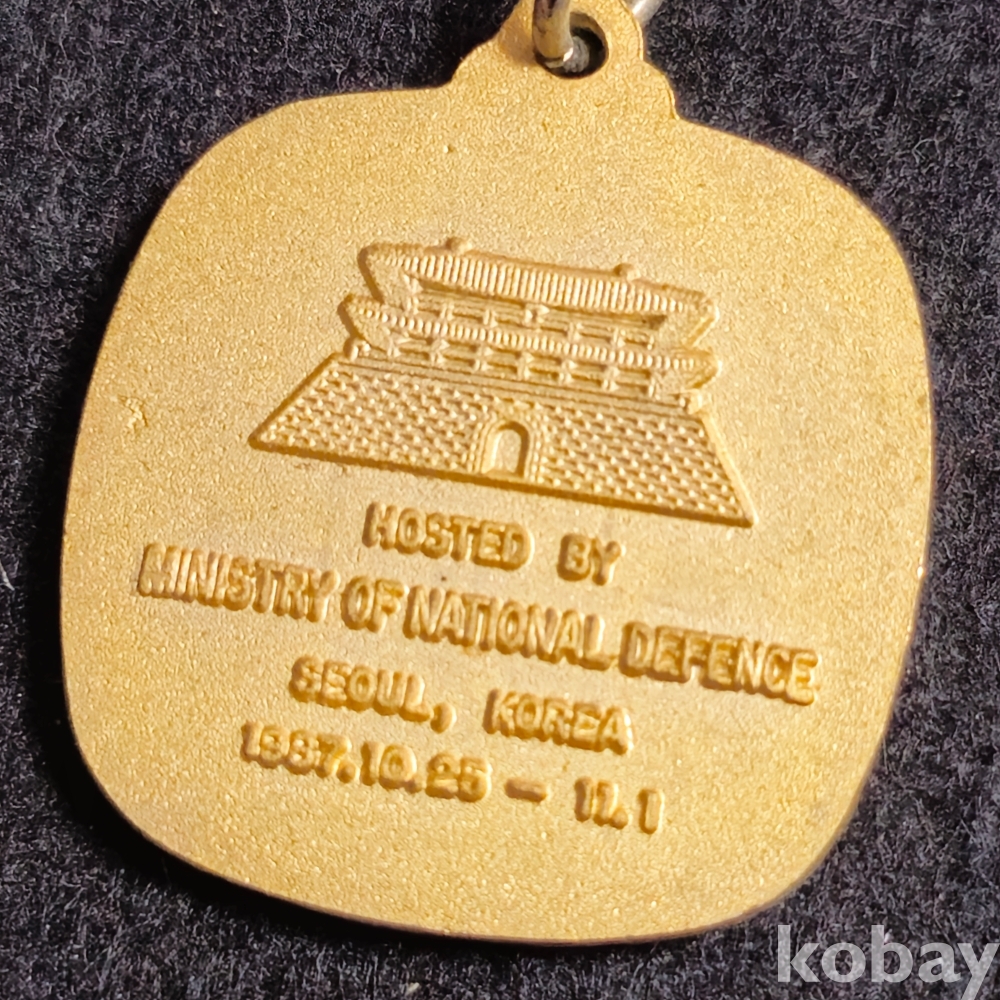 HOSTED BY
MINISTRY OF NATIONAL DEFENCE
SEOUL, KOREA
1987.10.25 - 11.1
kobay